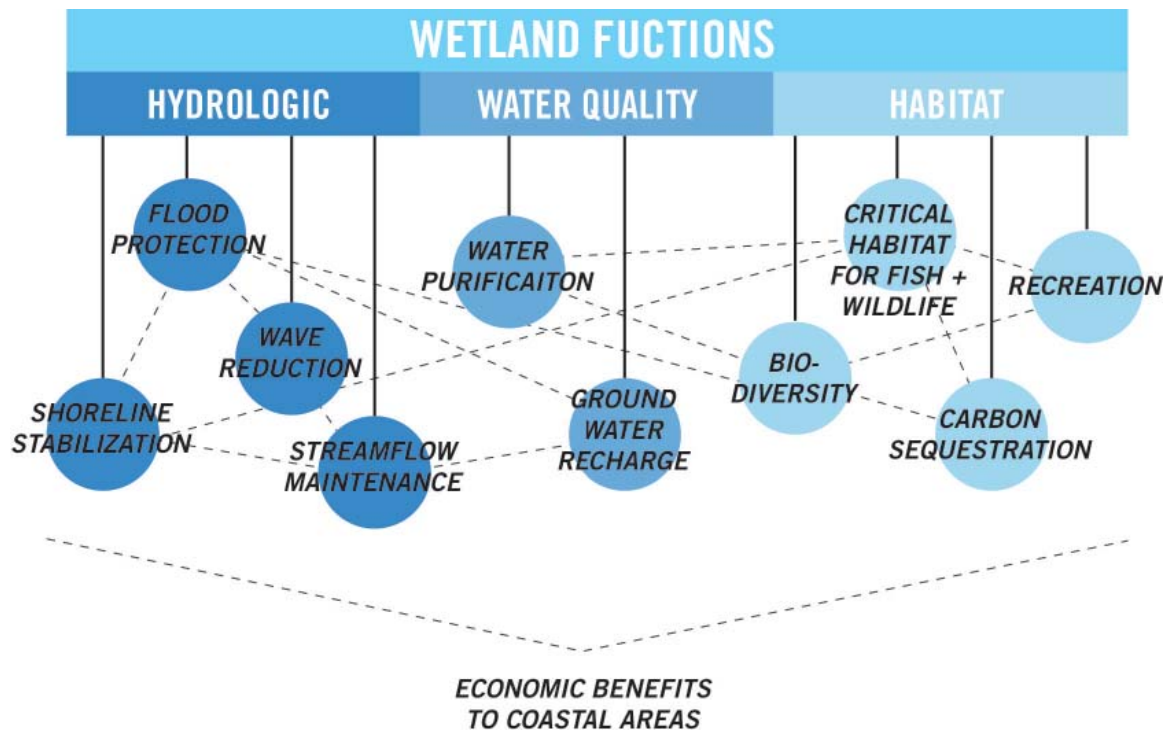 WETLAND FUCTIONS
HYDROLOGIC
WATER QUALITY
HABITAT
FLOOD
PROTECTION
WATER
PURIFICAITON
CRITICAL
HABITAT
FOR FISH +
WILDLIFE
RECREATION
WAVE
REDUCTION
BIO-
DIVERSITY
SHORELINE
STABILIZATION
STREAMFLOW
MAINTENANCE
GROUND
WATER
RECHARGE
CARBON
SEQUESTRATION
ECONOMIC BENEFITS
TO COASTAL AREAS